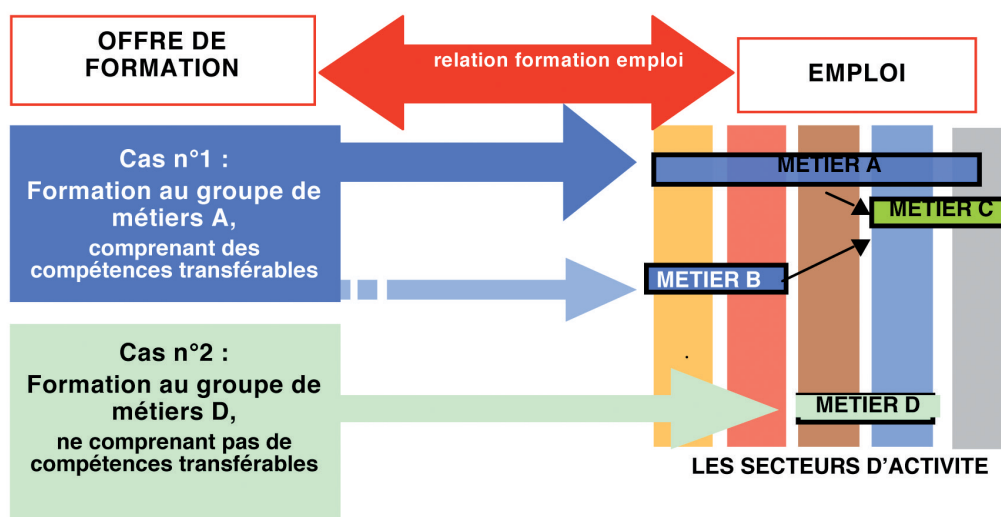 OFFRE DE
FORMATION
relation formation emploi
EMPLOI
Cas n°1 :
Formation au groupe de
métiers A,
comprenant des
compétences transférables
METIER A
METIER C
METIER B
Cas n°2 :
Formation au groupe de
métiers D,
ne comprenant pas de
compétences transférables
METIER D
LES SECTEURS D'ACTIVITE